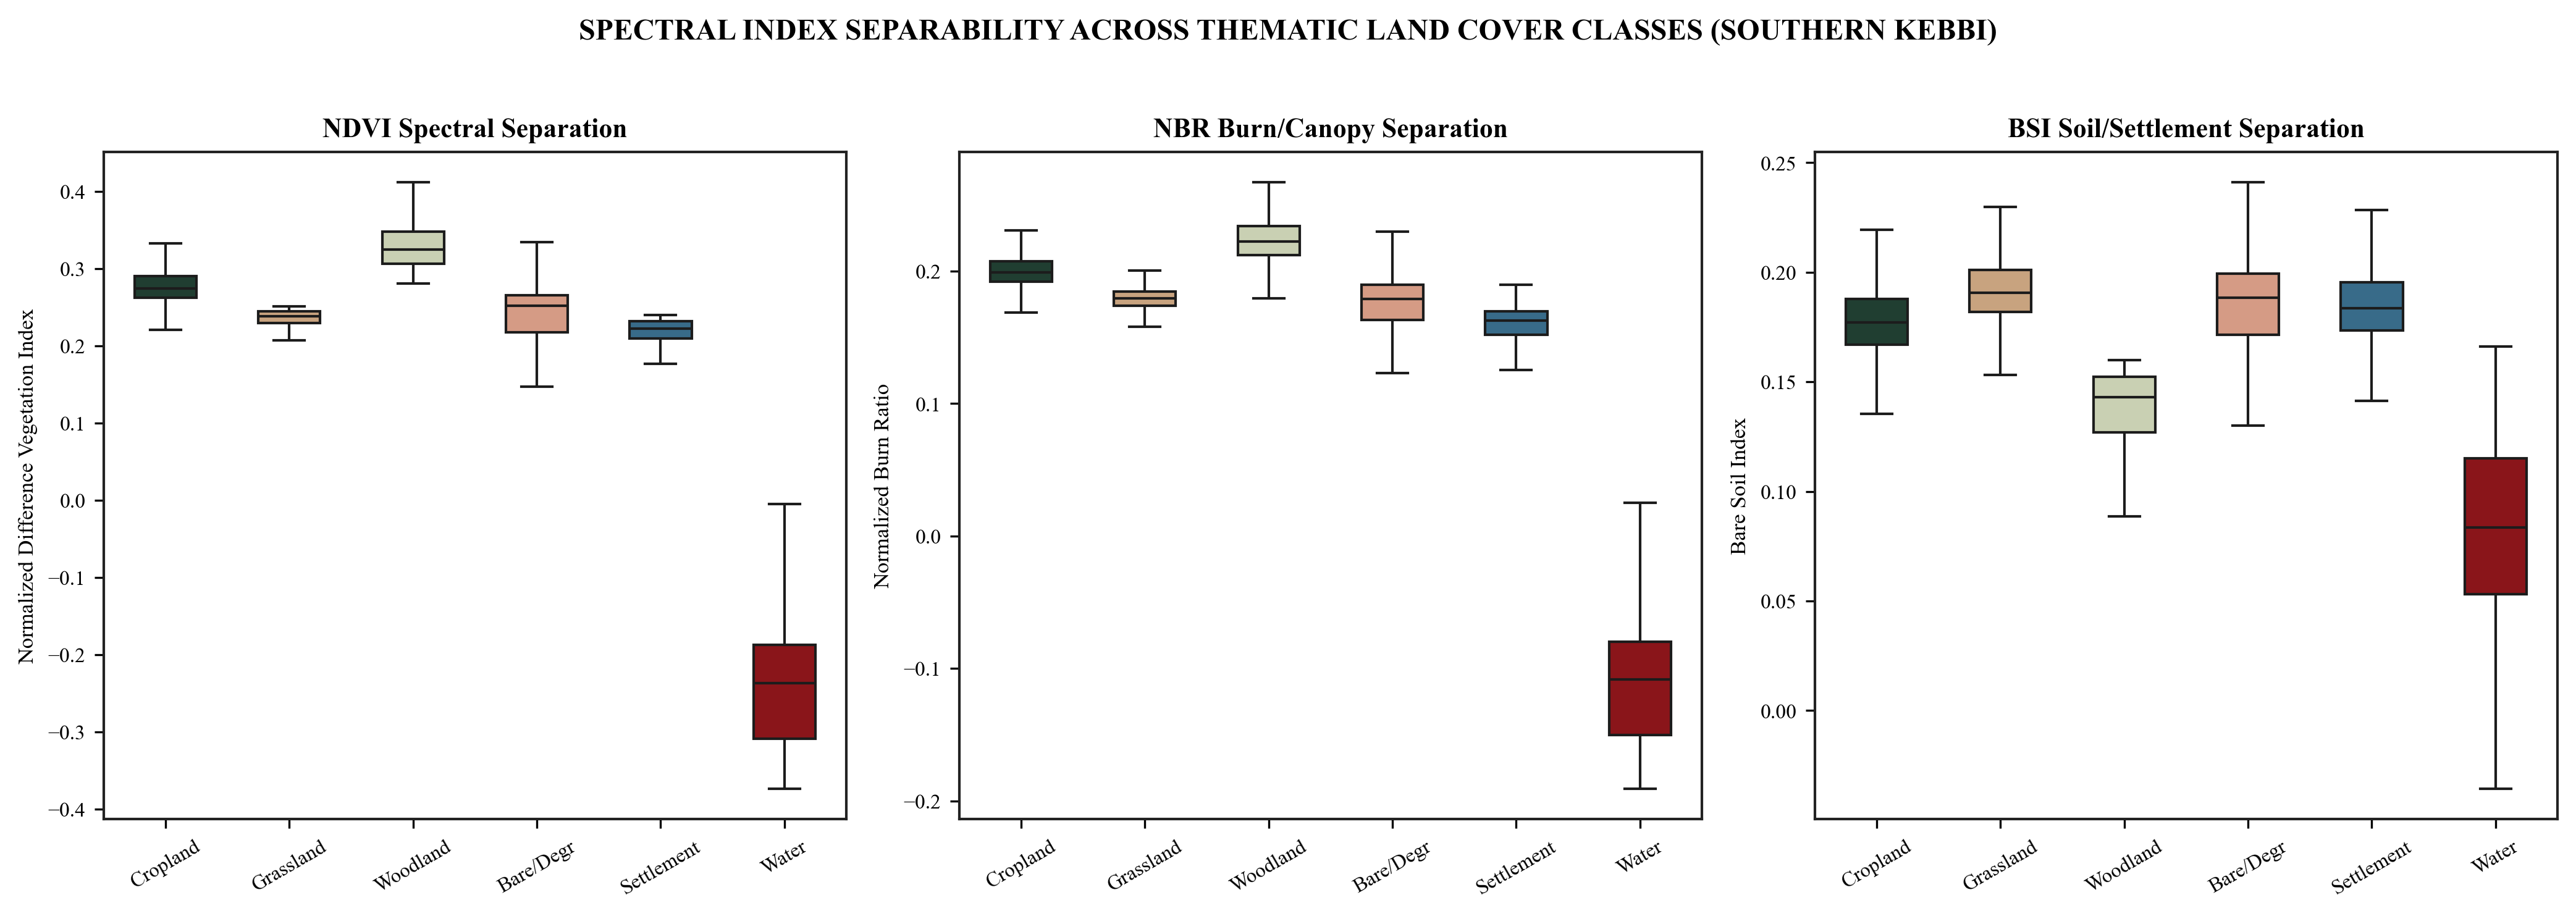 SPECTRAL INDEX SEPARABILITY ACROSS THEMATIC LAND COVER CLASSES (SOUTHERN KEBBI)
NDVI Spectral Separation
Normalized Difference Vegetation Index
0.4
0.3
0.2
0.1
0.0
−0.1
−0.2
−0.3
−0.4
Cropland
Grassland
Woodland
Bare/Degr
Settlement
Water
NBR Burn/Canopy Separation
Normalized Burn Ratio
0.2
0.1
0.0
−0.1
−0.2
Cropland
Grassland
Woodland
Bare/Degr
Settlement
Water
BSI Soil/Settlement Separation
Bare Soil Index
0.25
0.20
0.15
0.10
0.05
0.00
Cropland
Grassland
Woodland
Bare/Degr
Settlement
Water